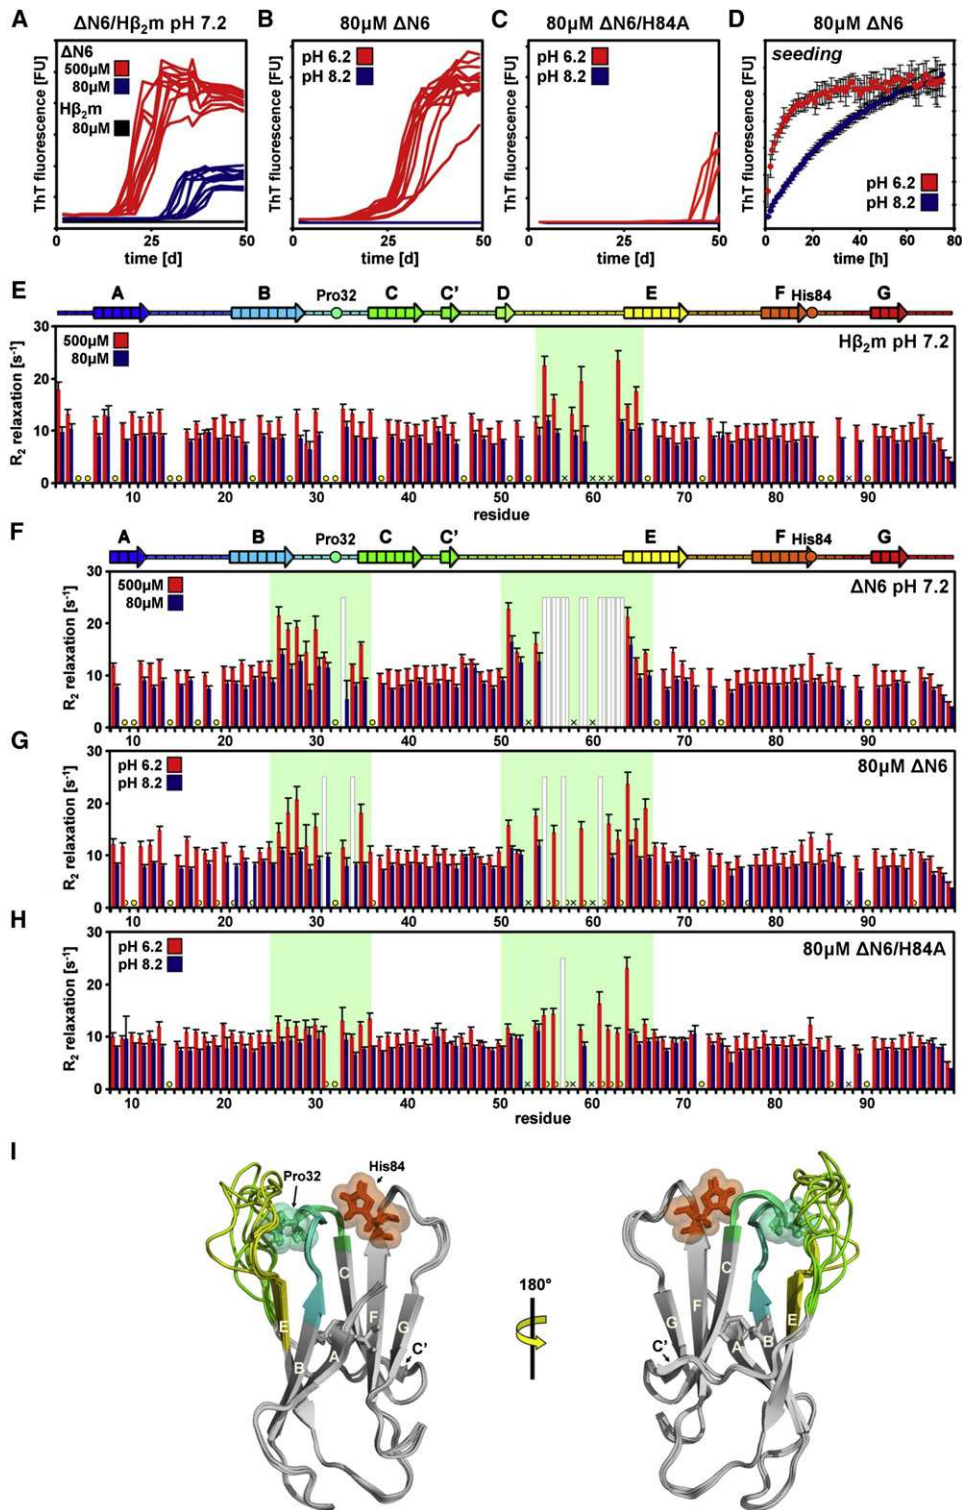 A ΔN6/Hβ2m pH 7.2
ΔN6
500μM
80μM
Hβ2m
80μM
ThT fluorescence [FU]
0 25 50
time [d]
B 80μM ΔN6
pH 6.2
pH 8.2
ThT fluorescence [FU]
0 25 50
time [d]
C 80μM ΔN6/H84A
pH 6.2
pH 8.2
ThT fluorescence [FU]
0 25 50
time [d]
D 80μM ΔN6
seeding
pH 6.2
pH 8.2
ThT fluorescence [FU]
0 20 40 60 80
time [h]
E A B Pro32 C C' D E F His84 G
500μM
80μM
Hβ2m pH 7.2
R2 relaxation [s-1]
30
20
10
0
10 20 30 40 50 60 70 80 90
residue
F A B Pro32 C C' E F His84 G
500μM
80μM
ΔN6 pH 7.2
R2 relaxation [s-1]
30
20
10
0
10 20 30 40 50 60 70 80 90
G
pH 6.2
pH 8.2
80μM ΔN6
R2 relaxation [s-1]
30
20
10
0
10 20 30 40 50 60 70 80 90
H
pH 6.2
pH 8.2
80μM ΔN6/H84A
R2 relaxation [s-1]
30
20
10
0
10 20 30 40 50 60 70 80 90
residue
I
Pro32
His84
E B A C F G C'
180°
G F C A B E C'